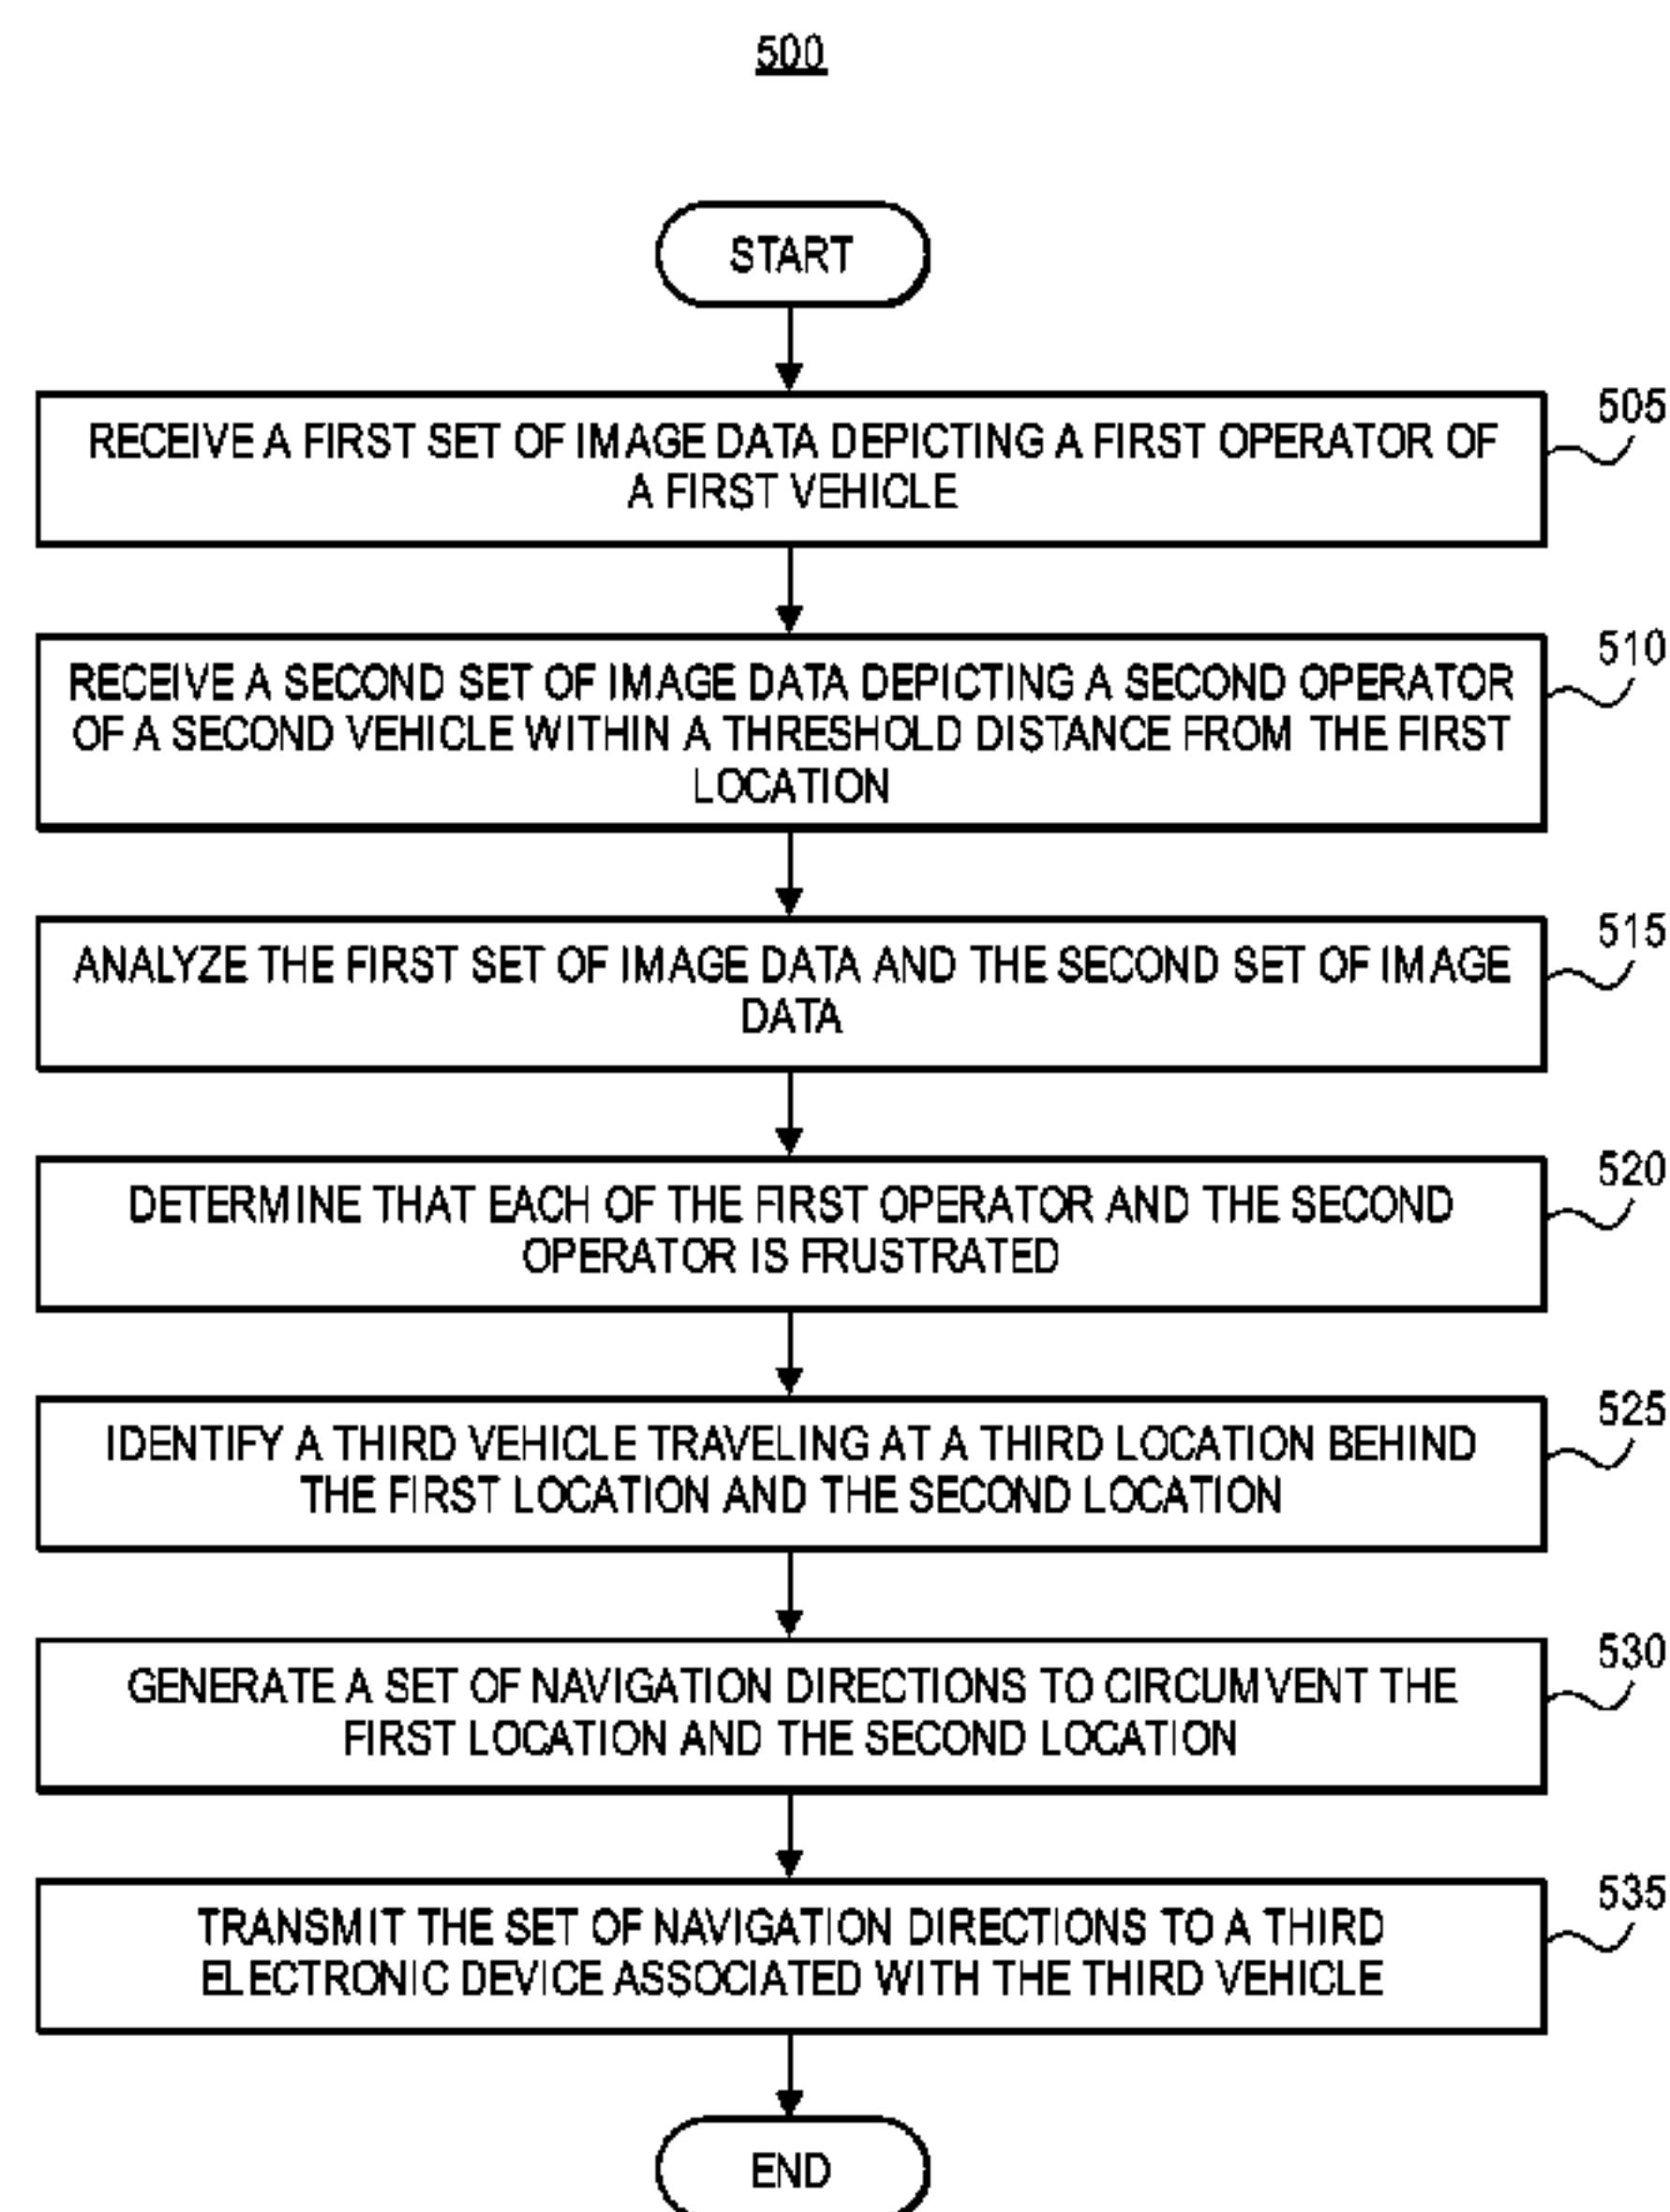 500
START
RECEIVE A FIRST SET OF IMAGE DATA DEPICTING A FIRST OPERATOR OF
A FIRST VEHICLE
505
RECEIVE A SECOND SET OF IMAGE DATA DEPICTING A SECOND OPERATOR
OF A SECOND VEHICLE WITHIN A THRESHOLD DISTANCE FROM THE FIRST
LOCATION
510
ANALYZE THE FIRST SET OF IMAGE DATA AND THE SECOND SET OF IMAGE
DATA
515
DETERMINE THAT EACH OF THE FIRST OPERATOR AND THE SECOND
OPERATOR IS FRUSTRATED
520
IDENTIFY A THIRD VEHICLE TRAVELING AT A THIRD LOCATION BEHIND
THE FIRST LOCATION AND THE SECOND LOCATION
525
GENERATE A SET OF NAVIGATION DIRECTIONS TO CIRCUMVENT THE
FIRST LOCATION AND THE SECOND LOCATION
530
TRANSMIT THE SET OF NAVIGATION DIRECTIONS TO A THIRD
ELECTRONIC DEVICE ASSOCIATED WITH THE THIRD VEHICLE
535
END